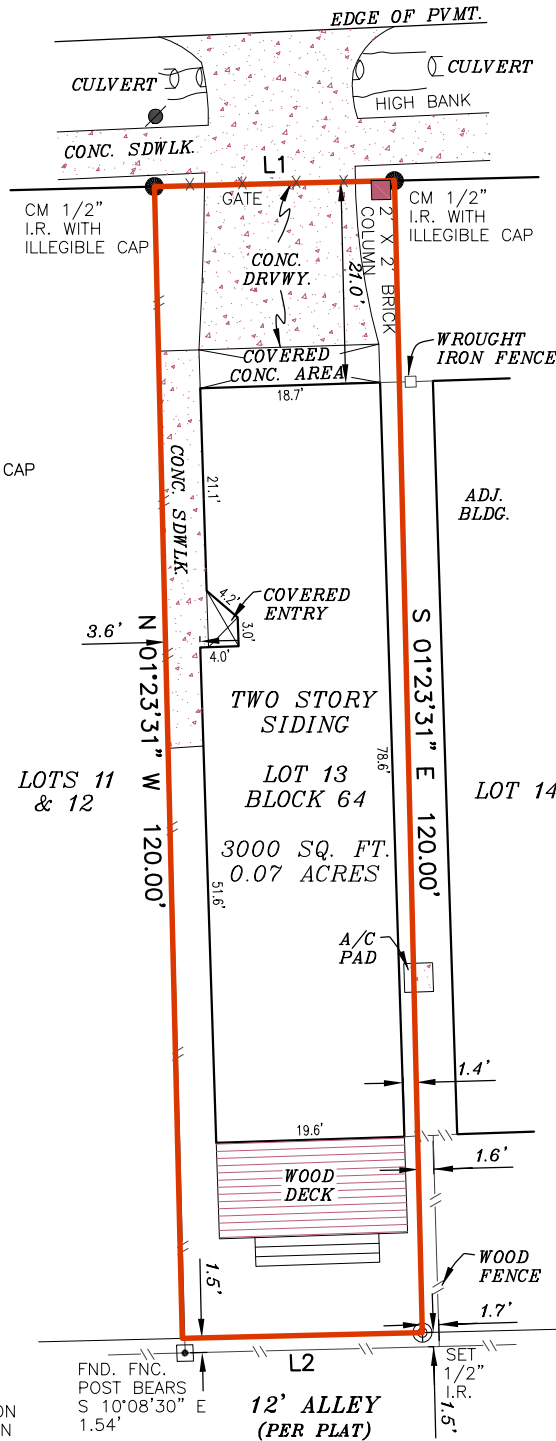 EDGE OF PVMT.
CULVERT
CULVERT
HIGH BANK
CONC. SDWLK.
L1
GATE
CM 1/2"
I.R. WITH
ILLEGIBLE CAP
CM 1/2"
I.R. WITH
ILLEGIBLE CAP
2' X 2' BRICK
COLUMN
CONC.
DRVWY.
21.0'
COVERED
CONC. AREA
18.7'
WROUGHT
IRON FENCE
CAP
CONC. SDWLK.
21.1'
ADJ.
BLDG.
4.2'
COVERED
ENTRY
3.0'
4.0'
3.6'
N 01°23'31" W 120.00'
S 01°23'31" E 120.00'
TWO STORY
SIDING
78.6'
LOTS 11
& 12
LOT 13
BLOCK 64
LOT 14
3000 SQ. FT.
0.07 ACRES
51.6'
A/C
PAD
1.4'
19.6'
1.6'
WOOD
DECK
WOOD
FENCE
1.5'
1.7'
L2
FND. FNC.
POST BEARS
S 10°08'30" E
1.54'
SET
1/2"
I.R.
1.5'
12' ALLEY
(PER PLAT)
ON
N